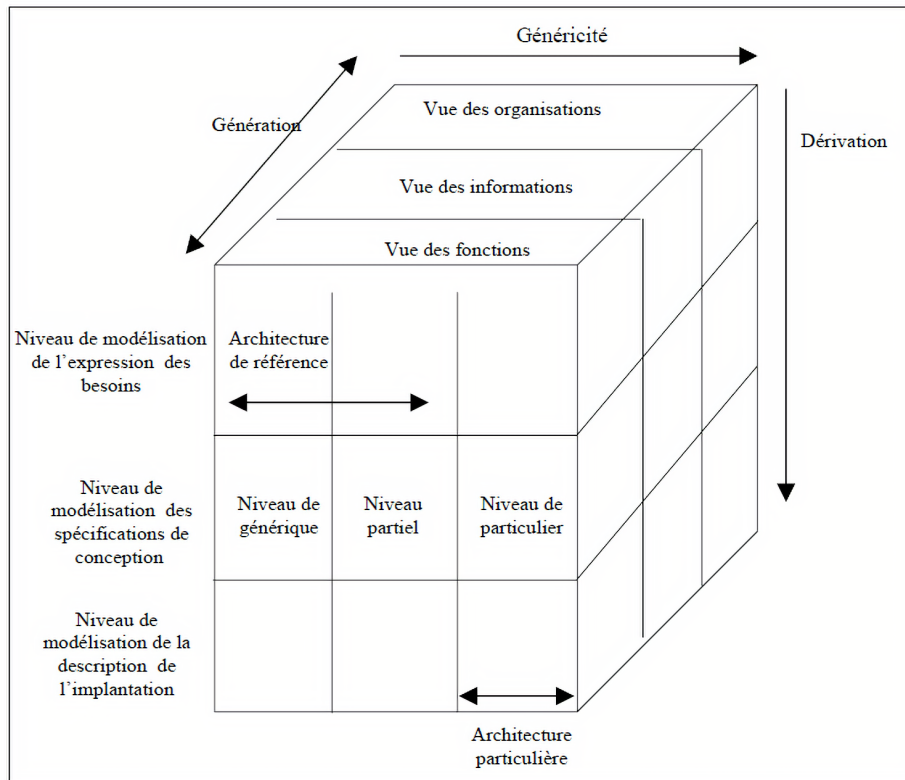 Généricité
Vue des organisations
Génération
Dérivation
Vue des informations
Vue des fonctions
Niveau de modélisation
de l’expression des
besoins
Architecture
de référence
Niveau de
modélisation des
spécifications de
conception
Niveau de
générique
Niveau
partiel
Niveau de
particulier
Niveau de
modélisation de la
description de
l’implantation
Architecture
particulière